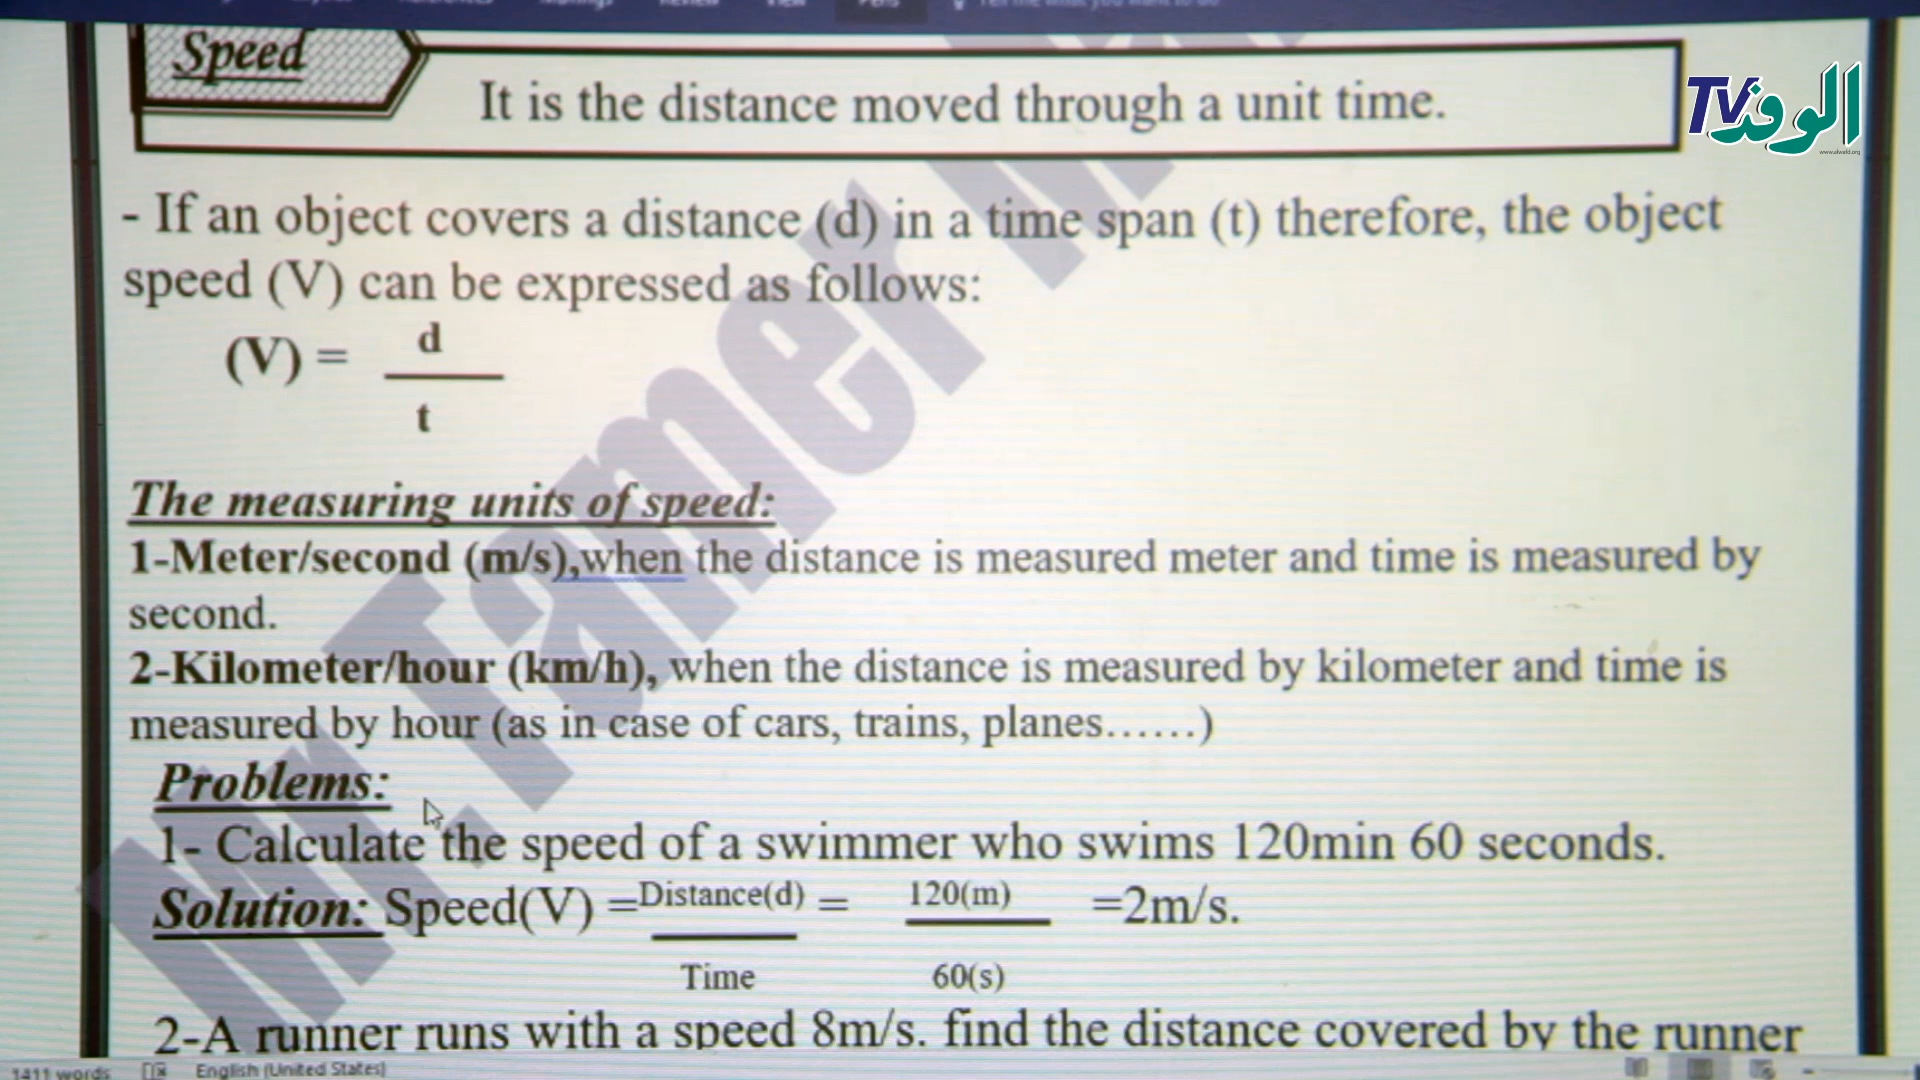 Speed
It is the distance moved through a unit time.
TV الوفد
www.alwafd.org
- If an object covers a distance (d) in a time span (t) therefore, the object
speed (V) can be expressed as follows:
(V) = d
t
The measuring units of speed:
1-Meter/second (m/s),when the distance is measured meter and time is measured by
second.
2-Kilometer/hour (km/h), when the distance is measured by kilometer and time is
measured by hour (as in case of cars, trains, planes……)
Problems:
1- Calculate the speed of a swimmer who swims 120min 60 seconds.
Solution: Speed(V) =Distance(d) = 120(m) =2m/s.
Time 60(s)
2-A runner runs with a speed 8m/s. find the distance covered by the runner
Mr.Tamer
1411 words English (United States)